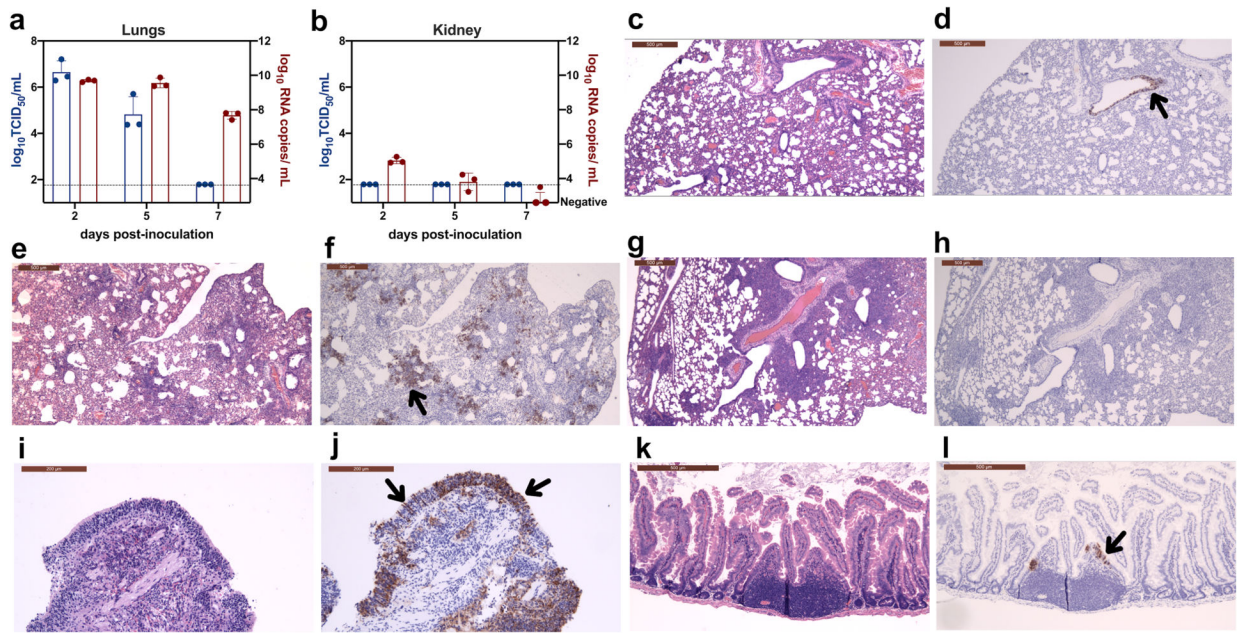 a
Lungs
8
6
4
2
log10TCID50/mL
12
10
8
6
4
log10 RNA copies/ mL
2
5
7
days post-inoculation
b
Kidney
8
6
4
2
log10TCID50/mL
12
10
8
6
4
Negative
log10 RNA copies/ mL
2
5
7
days post-inoculation
c
500 µm
d
500 µm
e
500 µm
f
500 µm
g
500 µm
h
500 µm
i
200 µm
j
200 µm
k
500 µm
l
500 µm